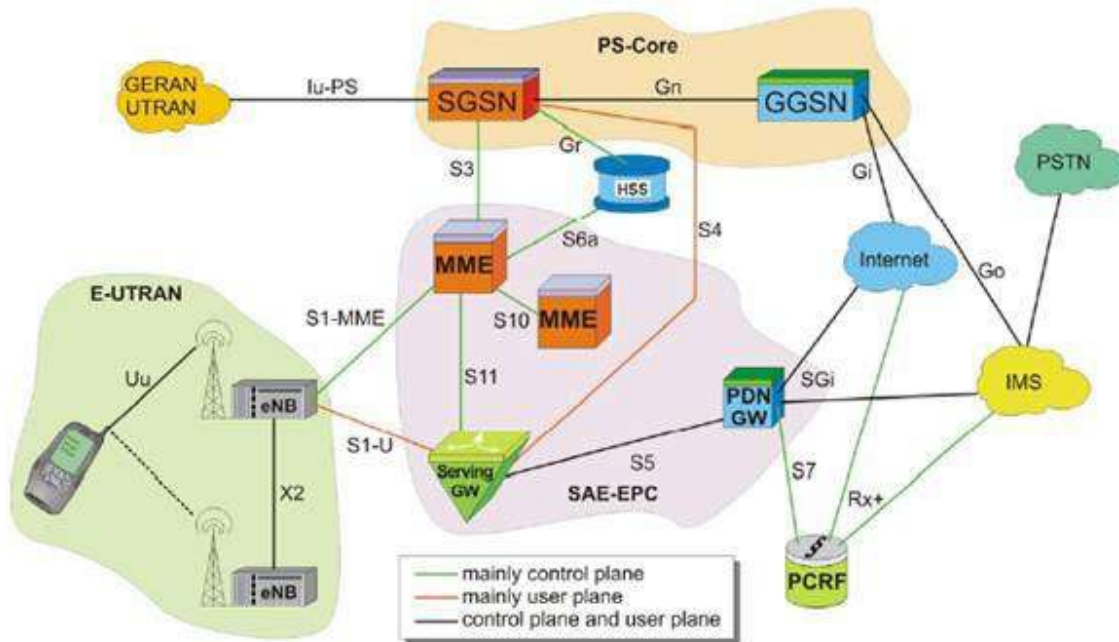 PS-Core
GERAN
UTRAN
Iu-PS
SGSN
Gn
GGSN
Gr
Gi
PSTN
S3
HSS
S6a
S4
MME
Internet
Go
E-UTRAN
S1-MME
S10
MME
Uu
S11
SGi
IMS
eNB
PDN
GW
S1-U
Serving
GW
S5
S7
X2
SAE-EPC
Rx+
eNB
PCRF
mainly control plane
mainly user plane
control plane and user plane